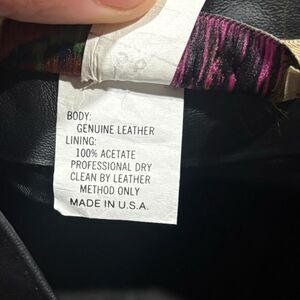 BODY:
GENUINE LEATHER
LINING:
100% ACETATE
PROFESSIONAL DRY
CLEAN BY LEATHER
METHOD ONLY
MADE IN U.S.A.